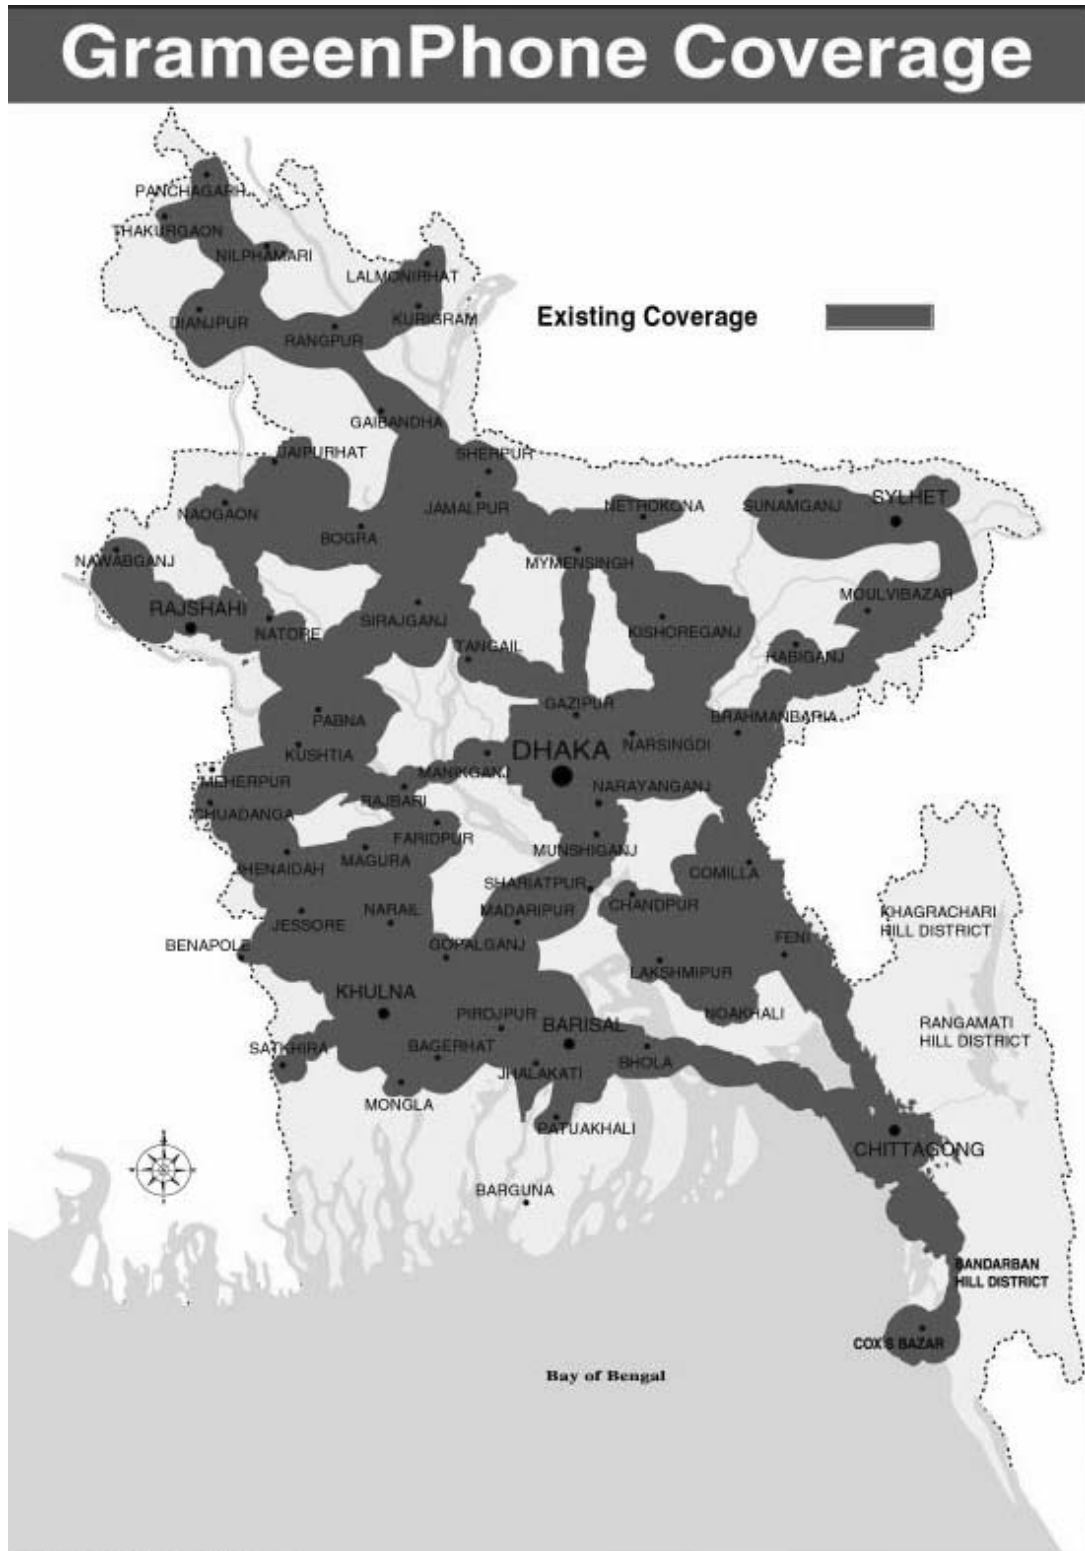 GrameenPhone Coverage
PANCHAGARH
THAKURGAON
NILPHAMARI
LALMONIRHAT
Existing Coverage
DIANJPUR
KURIGRAM
RANGPUR
GAIBANDHA
JAIPURHAT
SHERPUR
NAOGAON
JAMALPUR
NETROKONA
SUNAMGANJ
SYLHET
BOGRA
NAWABGANJ
MYMENSINGH
RAJSHAHI
MOULVIBAZAR
NATORE
SIRAJGANJ
KISHOREGANJ
TANGAIL
HABIGANJ
GAZIPUR
PABNA
BRAHMANBARIA
KUSHTIA
DHAKA
NARSINGDI
MEHERPUR
MANIKGANJ
RAJBARI
NARAYANGANJ
CHUADANGA
FARIDPUR
MAGURA
MUNSHIGANJ
JHENAIDAH
COMILLA
SHARIATPUR
CHANDPUR
JESSORE
NARAIL
MADARIPUR
KHAGRACHARI
HILL DISTRICT
BENAPOLE
GOPALGANJ
FENI
LAKSHMIPUR
KHULNA
PIROJPUR
BARISAL
NOAKHALI
RANGAMATI
HILL DISTRICT
SATKHIRA
BAGERHAT
BHOLA
JHALAKATI
MONGLA
PATUAKHALI
CHITTAGONG
BARGUNA
BANDARBAN
HILL DISTRICT
COX'S BAZAR
Bay of Bengal